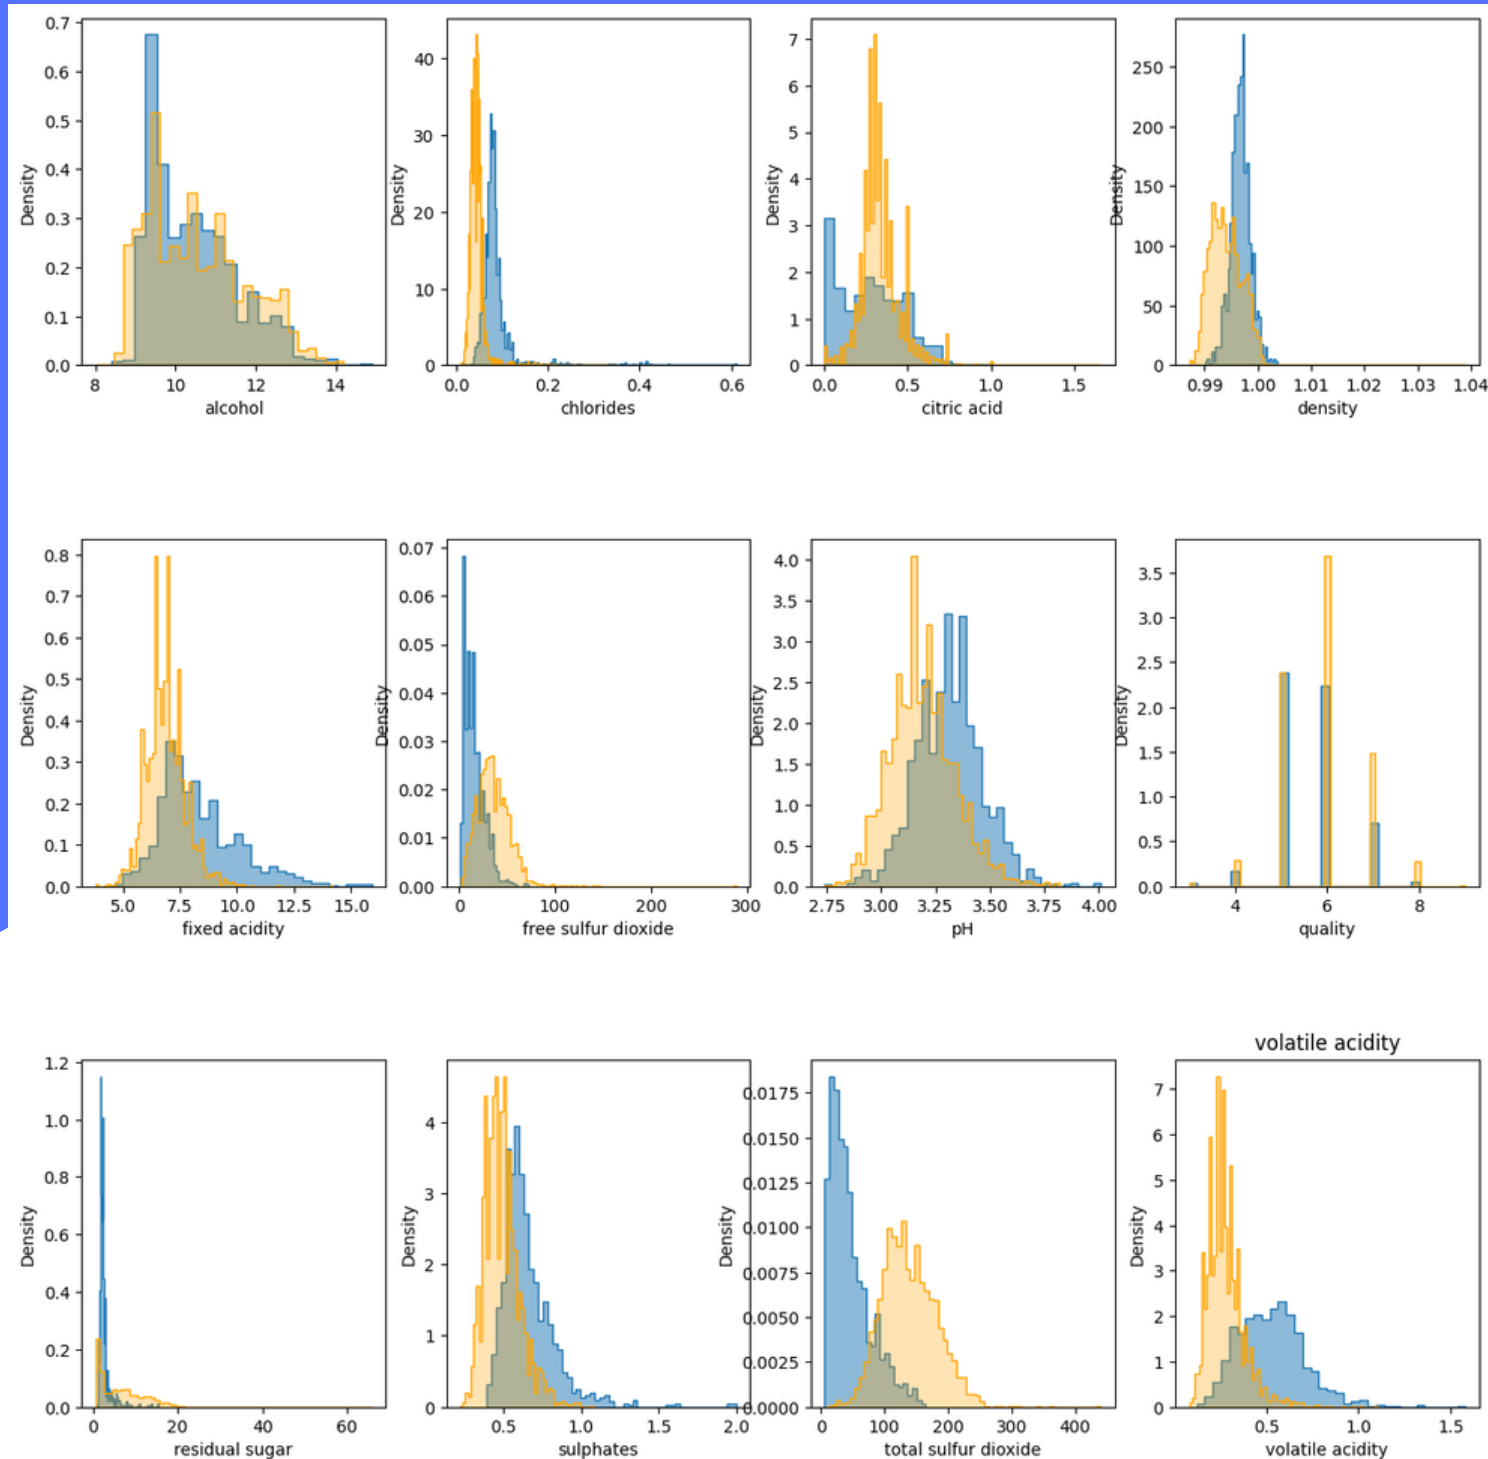 0.7
0.6
0.5
0.4
0.3
0.2
0.1
0.0
Density
8 10 12 14
alcohol
40
30
20
10
0
Density
0.0 0.2 0.4 0.6
chlorides
7
6
5
4
3
2
1
0
Density
0.0 0.5 1.0 1.5
citric acid
250
200
150
100
50
0
Density
0.99 1.00 1.01 1.02 1.03 1.04
density
0.8
0.7
0.6
0.5
0.4
0.3
0.2
0.1
0.0
Density
5.0 7.5 10.0 12.5 15.0
fixed acidity
0.07
0.06
0.05
0.04
0.03
0.02
0.01
0.00
Density
0 100 200 300
free sulfur dioxide
4.0
3.5
3.0
2.5
2.0
1.5
1.0
0.5
0.0
Density
2.75 3.00 3.25 3.50 3.75 4.00
pH
3.5
3.0
2.5
2.0
1.5
1.0
0.5
0.0
Density
4 6 8
quality
1.2
1.0
0.8
0.6
0.4
0.2
0.0
Density
0 20 40 60
residual sugar
4
3
2
1
0
Density
0.5 1.0 1.5 2.0
sulphates
0.0175
0.0150
0.0125
0.0100
0.0075
0.0050
0.0025
0.0000
Density
0 100 200 300 400
total sulfur dioxide
volatile acidity
7
6
5
4
3
2
1
0
Density
0.5 1.0 1.5
volatile acidity